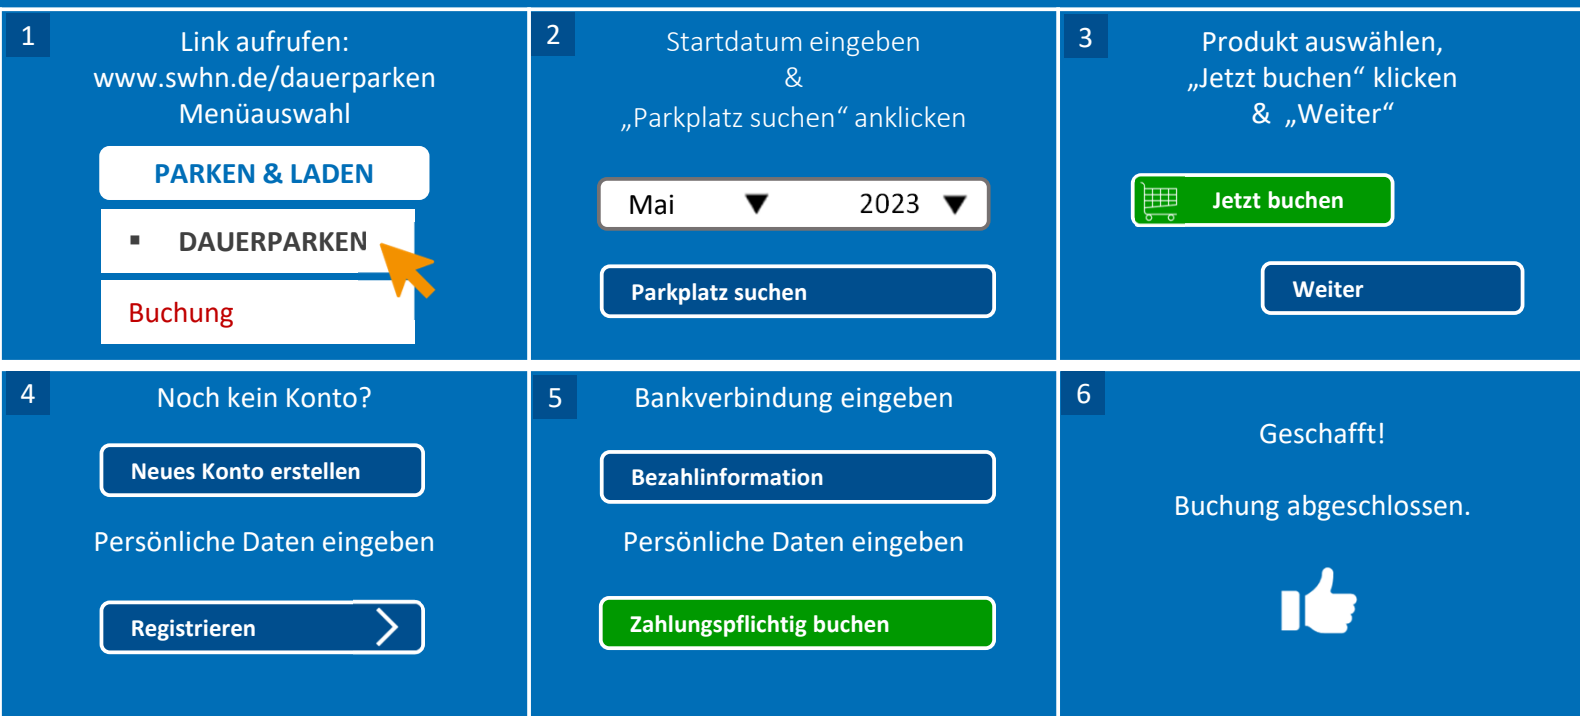 1
Link aufrufen:
www.swhn.de/dauerparken
Menüauswahl
PARKEN & LADEN
▪ DAUERPARKEN
Buchung
2
Startdatum eingeben
&
„Parkplatz suchen“ anklicken
Mai ▼ 2023 ▼
Parkplatz suchen
3
Produkt auswählen,
„Jetzt buchen“ klicken
& „Weiter“
Jetzt buchen
Weiter
4
Noch kein Konto?
Neues Konto erstellen
Persönliche Daten eingeben
Registrieren
5
Bankverbindung eingeben
Bezahlinformation
Persönliche Daten eingeben
Zahlungspflichtig buchen
6
Geschafft!
Buchung abgeschlossen.